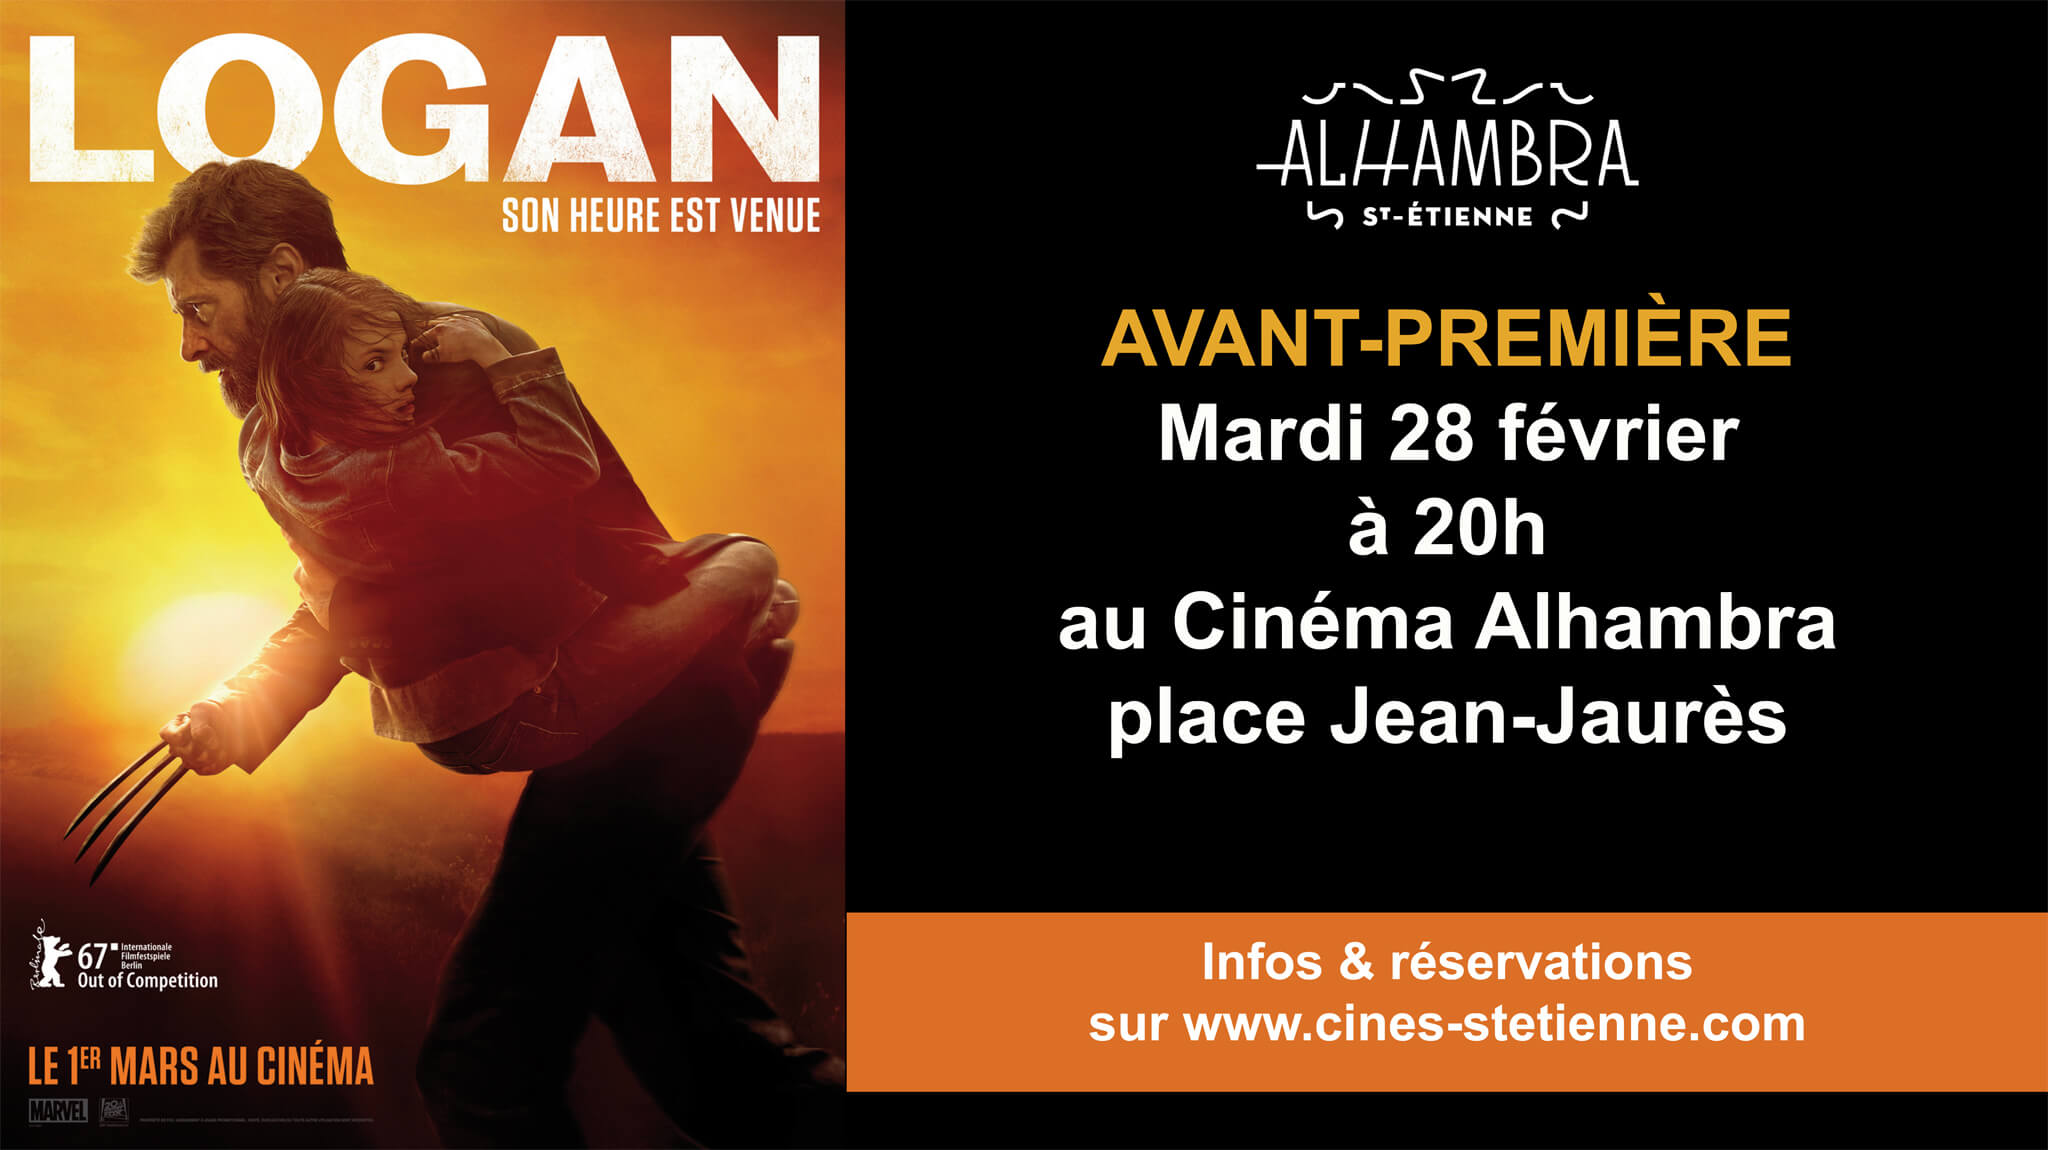 LOGAN
SON HEURE EST VENUE
Berlinale
67
Internationale
Filmfestspiele
Berlin
Out of Competition
LE 1ER MARS AU CINÉMA
MARVEL
ALHAMBRA
ST-ÉTIENNE
AVANT-PREMIÈRE
Mardi 28 février
à 20h
au Cinéma Alhambra
place Jean-Jaurès
Infos & réservations
sur www.cines-stetienne.com